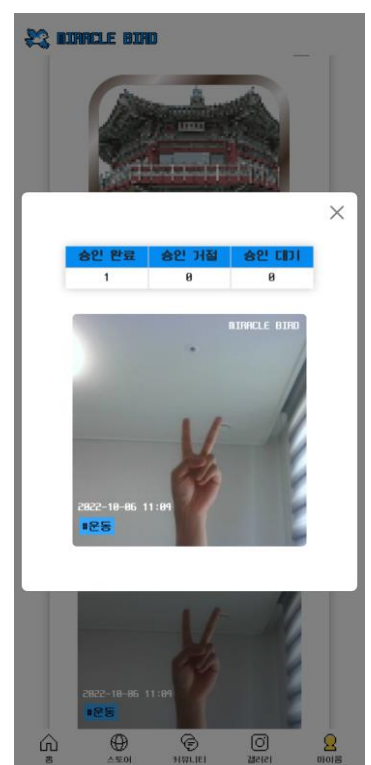 MIRACLE BIRD
승인 완료 승인 거절 승인 대기
1 0 0
MIRACLE BIRD
2022-10-06 11:09
#운동
2022-10-06 11:09
#운동
홈 스토어 커뮤니티 갤러리 마이홈